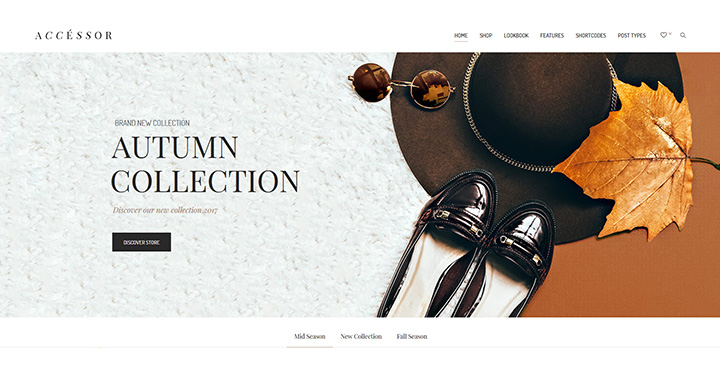 ACCÉSSOR
HOME SHOP LOOKBOOK FEATURES SHORTCODES POST TYPES
BRAND NEW COLLECTION
AUTUMN
COLLECTION
Discover our new collection 2017
DISCOVER STORE
Mid Season New Collection Fall Season